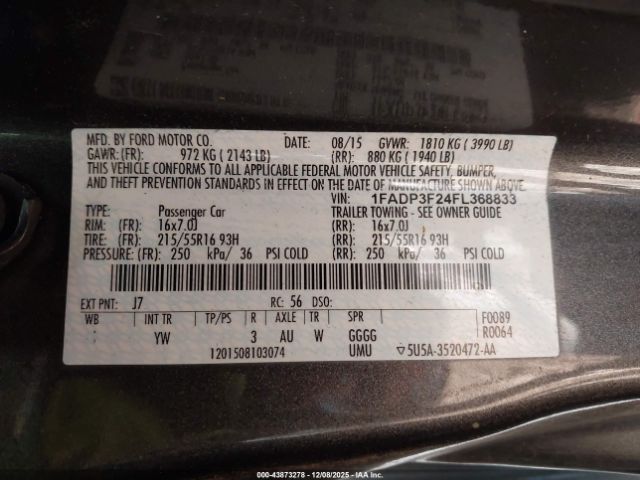 MFD. BY FORD MOTOR CO. DATE: 08/15 GVWR: 1810 KG ( 3990 LB)
GAWR: (FR): 972 KG ( 2143 LB) (RR): 880 KG ( 1940 LB)
THIS VEHICLE CONFORMS TO ALL APPLICABLE FEDERAL MOTOR VEHICLE SAFETY, BUMPER,
AND THEFT PREVENTION STANDARDS IN EFFECT ON THE DATE OF MANUFACTURE SHOWN ABOVE.
VIN: 1FADP3F24FL368833
TYPE: Passenger Car TRAILER TOWING - SEE OWNER GUIDE
RIM: 16x7.0J (RR): 16x7.0J
TIRE: 215/55R16 93H (RR): 215/55R16 93H
PRESSURE: (FR): 250 kPa/ 36 PSI COLD (RR): 250 kPa/ 36 PSI COLD
EXT PNT: J7 RC: 56 DSO: F0089
WB INT TR TP/PS R AXLE TR SPR R0064
YW 3 AU W GGGG
1201508103074 UMU ▽5U5A-3520472-AA
000-43873278 - 12/08/2025 - IAA Inc.